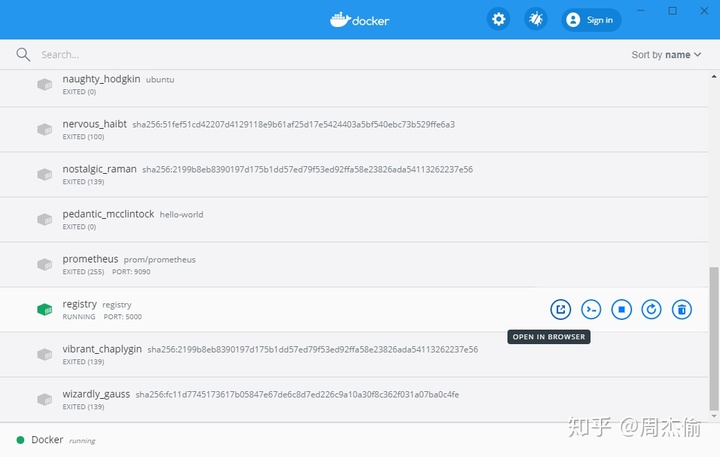 docker
Sign in
Search...
Sort by name
naughty_hodgkin ubuntu
EXITED (0)
nervous_haibt sha256:51fef51cd42207d4129118e9b61af25d17e5424403a5bf540ebc73b529ffe6a3
EXITED (100)
nostalgic_raman sha256:2199b8eb8390197d175b1dd57ed79f53ed92ffa58e23826ada54113262237e56
EXITED (139)
pedantic_mcclintock hello-world
EXITED (0)
prometheus prom/prometheus
EXITED (255) PORT: 9090
registry registry
RUNNING PORT: 5000
OPEN IN BROWSER
vibrant_chaplygin sha256:2199b8eb8390197d175b1dd57ed79f53ed92ffa58e23826ada54113262237e56
EXITED (139)
wizardly_gauss sha256:fc11d7745173617b05847e67de6c8d7ed226c9a10a30f8c362f031a07ba0c4fe
EXITED (139)
知乎 @周杰偷
Docker running